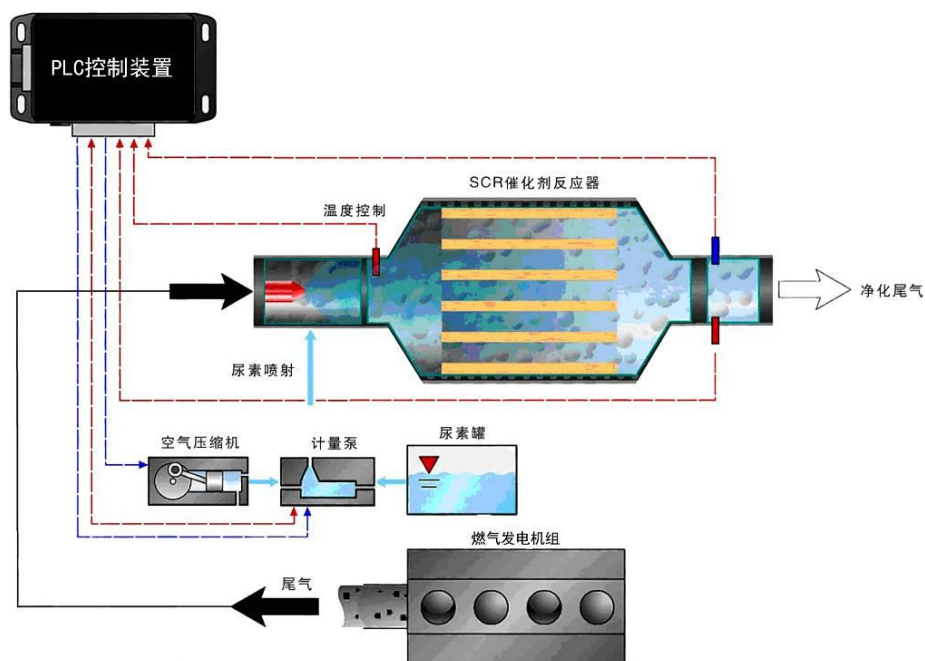 PLC控制装置
SCR催化剂反应器
温度控制
净化尾气
尿素喷射
空气压缩机
计量泵
尿素罐
燃气发电机组
尾气